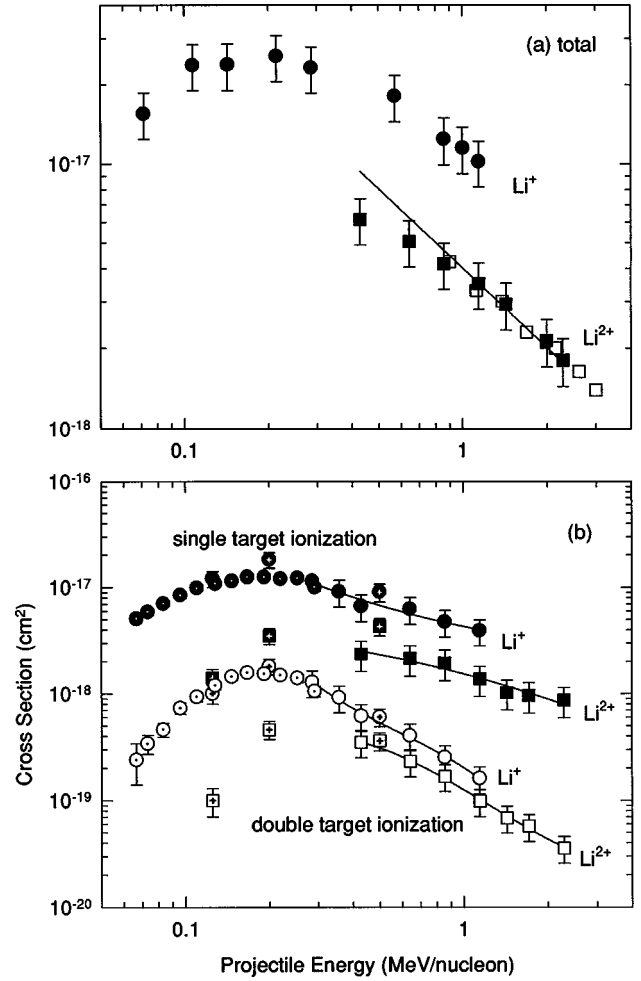 (a) total
10⁻¹⁷
Li⁺
Li²⁺
10⁻¹⁸
0.1 1
10⁻¹⁶
(b)
single target ionization
10⁻¹⁷
Li⁺
10⁻¹⁸
Li²⁺
Li⁺
10⁻¹⁹
double target ionization
Li²⁺
10⁻²⁰
0.1 1
Cross Section (cm²)
Projectile Energy (MeV/nucleon)